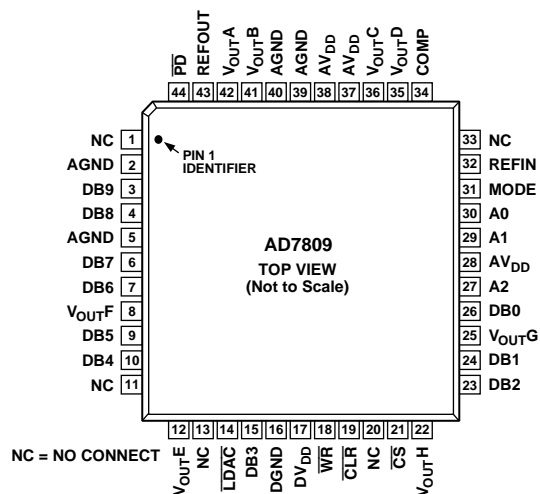 PD REFOUT VOUTA VOUTB AGND AGND AVDD AVDD VOUTC VOUTD COMP
44 43 42 41 40 39 38 37 36 35 34
NC 1
AGND 2
DB9 3
DB8 4
AGND 5
DB7 6
DB6 7
VOUTF 8
DB5 9
DB4 10
NC 11
PIN 1
IDENTIFIER
AD7809
TOP VIEW
(Not to Scale)
33 NC
32 REFIN
31 MODE
30 A0
29 A1
28 AVDD
27 A2
26 DB0
25 VOUTG
24 DB1
23 DB2
12 13 14 15 16 17 18 19 20 21 22
VOUTE NC LDAC DB3 DGND DVDD WR CLR NC CS VOUTH
NC = NO CONNECT